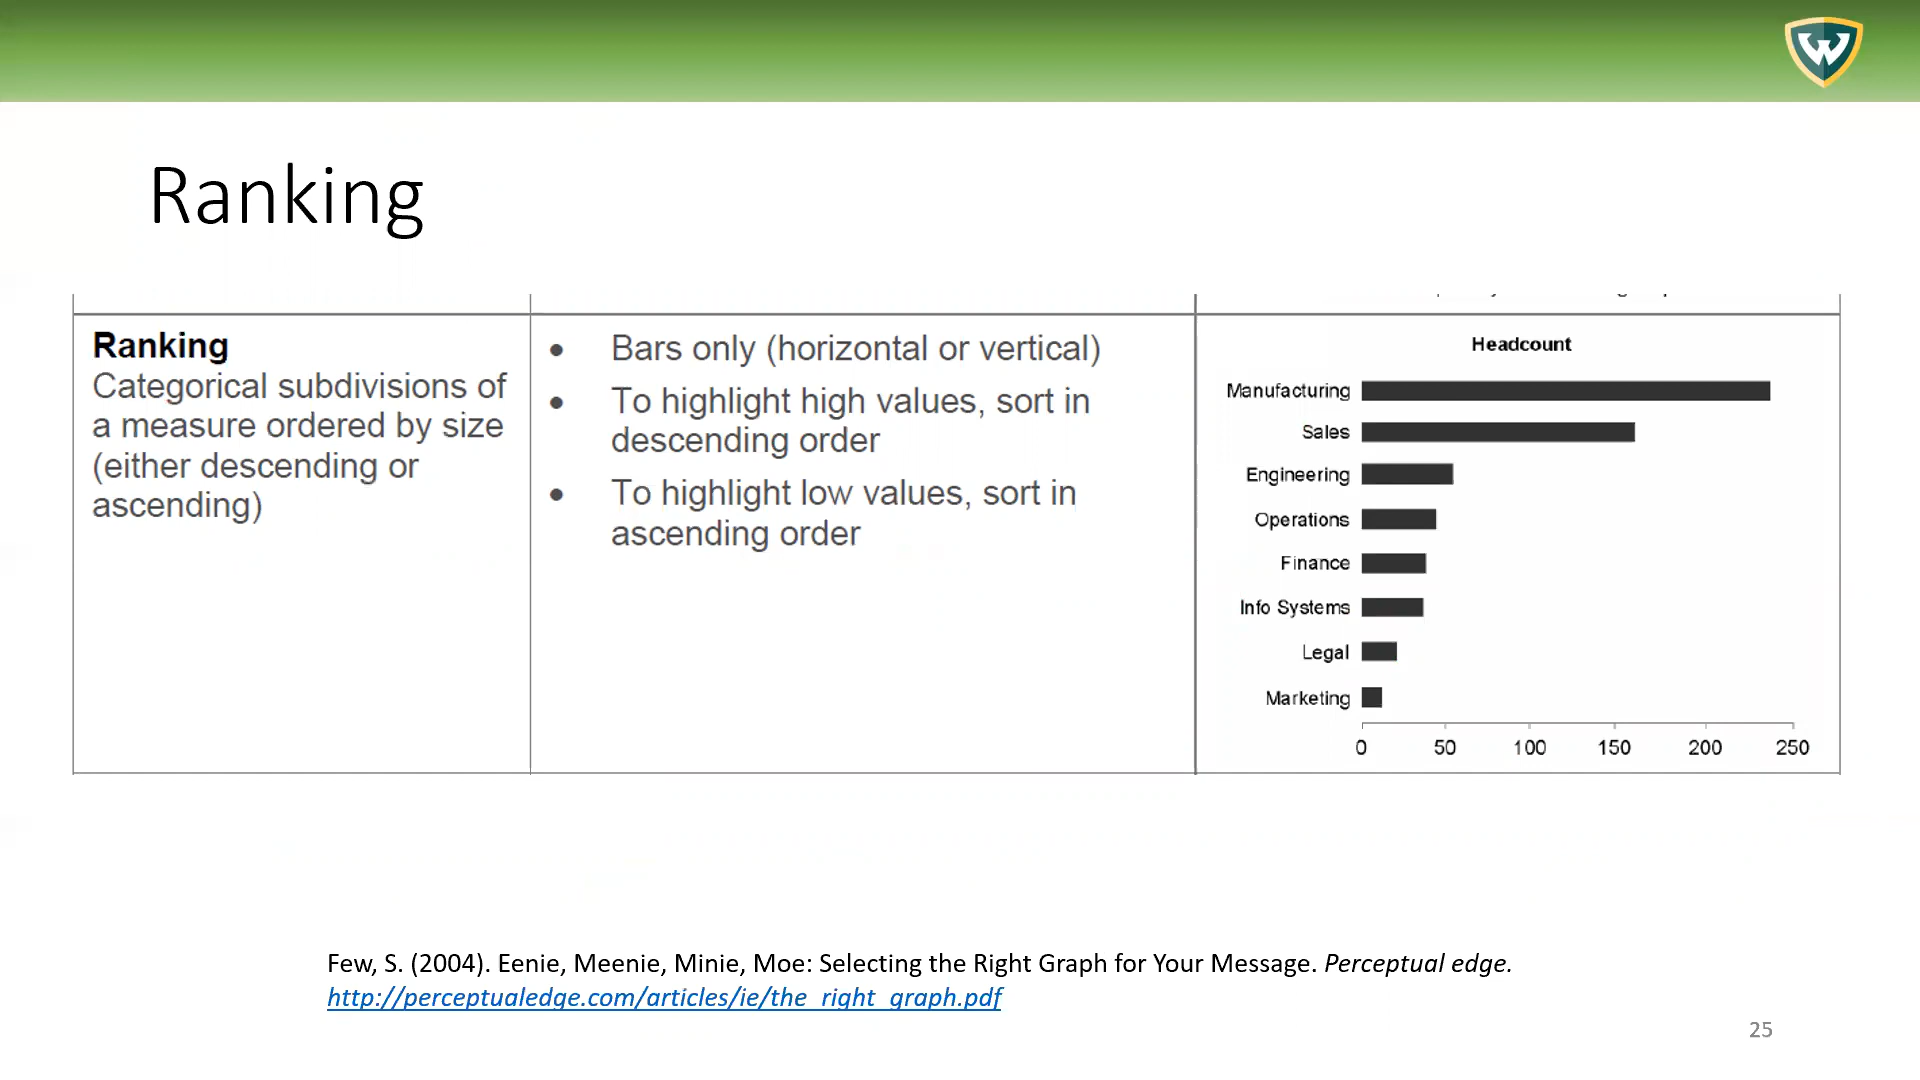 Ranking
Ranking
Categorical subdivisions of
a measure ordered by size
(either descending or
ascending)
• Bars only (horizontal or vertical)
• To highlight high values, sort in
descending order
• To highlight low values, sort in
ascending order
Headcount
Manufacturing
Sales
Engineering
Operations
Finance
Info Systems
Legal
Marketing
0 50 100 150 200 250
Few, S. (2004). Eenie, Meenie, Minie, Moe: Selecting the Right Graph for Your Message. Perceptual edge.
http://perceptualedge.com/articles/ie/the_right_graph.pdf
25